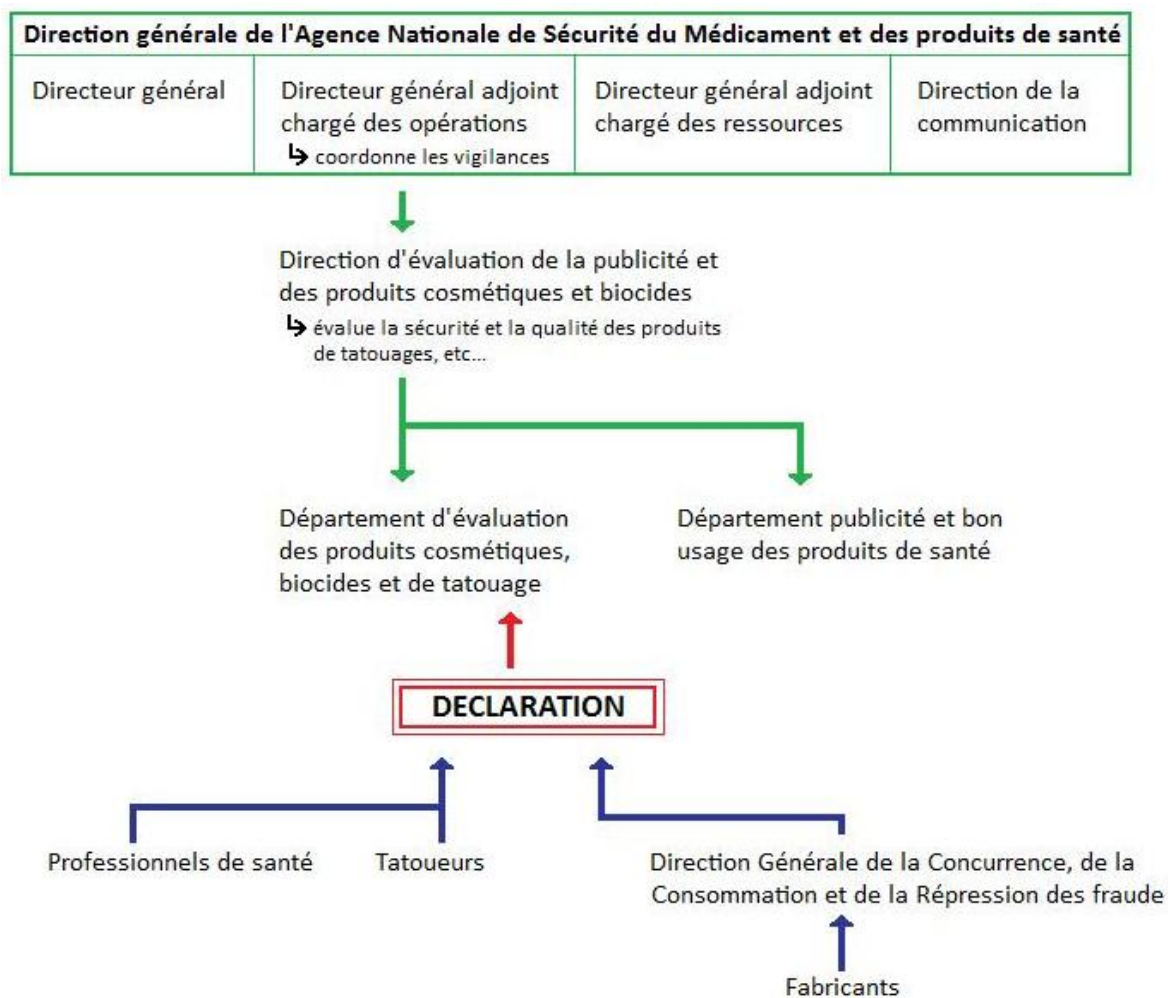 Direction générale de l'Agence Nationale de Sécurité du Médicament et des produits de santé
Directeur général
Directeur général adjoint
chargé des opérations
↳ coordonne les vigilances
Directeur général adjoint
chargé des ressources
Direction de la
communication
Direction d'évaluation de la publicité et
des produits cosmétiques et biocides
↳ évalue la sécurité et la qualité des produits
de tatouages, etc...
Département d'évaluation
des produits cosmétiques,
biocides et de tatouage
Département publicité et bon
usage des produits de santé
DECLARATION
Professionnels de santé
Tatoueurs
Direction Générale de la Concurrence, de la
Consommation et de la Répression des fraude
Fabricants